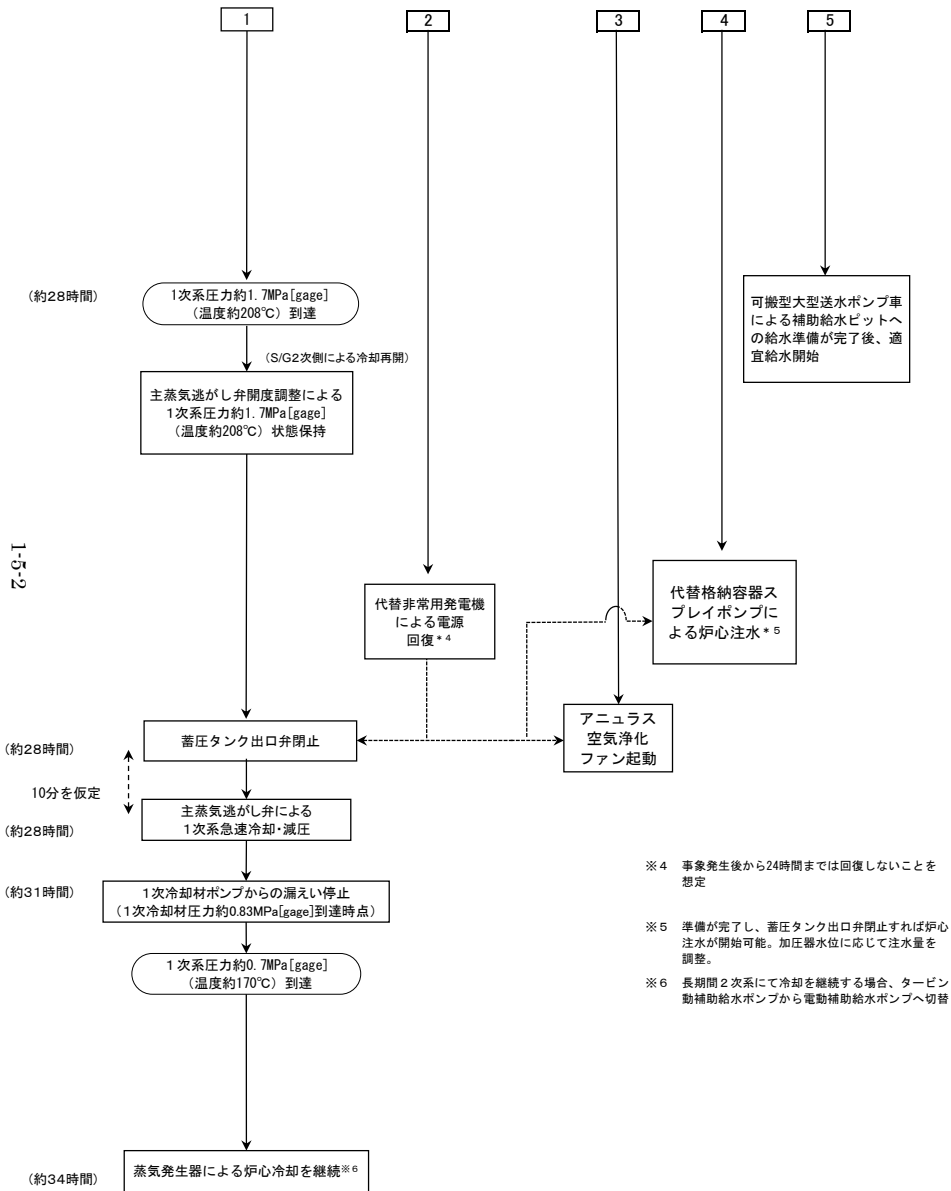 1
2
3
4
5
(約28時間)
1次系圧力約1.7MPa[gage]
(温度約208℃) 到達
可搬型大型送水ポンプ車
による補助給水ピットへ
の給水準備が完了後、適
宜給水開始
(S/G2次側による冷却再開)
主蒸気逃がし弁開度調整による
1次系圧力約1.7MPa[gage]
(温度約208℃) 状態保持
1-5-2
代替非常用発電機
による電源
回復*4
代替格納容器ス
プレイポンプに
よる炉心注水*5
(約28時間)
蓄圧タンク出口弁閉止
アニュラス
空気浄化
ファン起動
10分を仮定
(約28時間)
主蒸気逃がし弁による
1次系急速冷却・減圧
(約31時間)
1次冷却材ポンプからの漏えい停止
(1次冷却材圧力約0.83MPa[gage]到達時点)
1次系圧力約0.7MPa[gage]
(温度約170℃) 到達
※4 事象発生後から24時間までは回復しないことを
想定
※5 準備が完了し、蓄圧タンク出口弁閉止すれば炉心
注水が開始可能。加圧器水位に応じて注水量を
調整。
※6 長期間2次系にて冷却を継続する場合、タービン
動補助給水ポンプから電動補助給水ポンプへ切替
(約34時間)
蒸気発生器による炉心冷却を継続※6